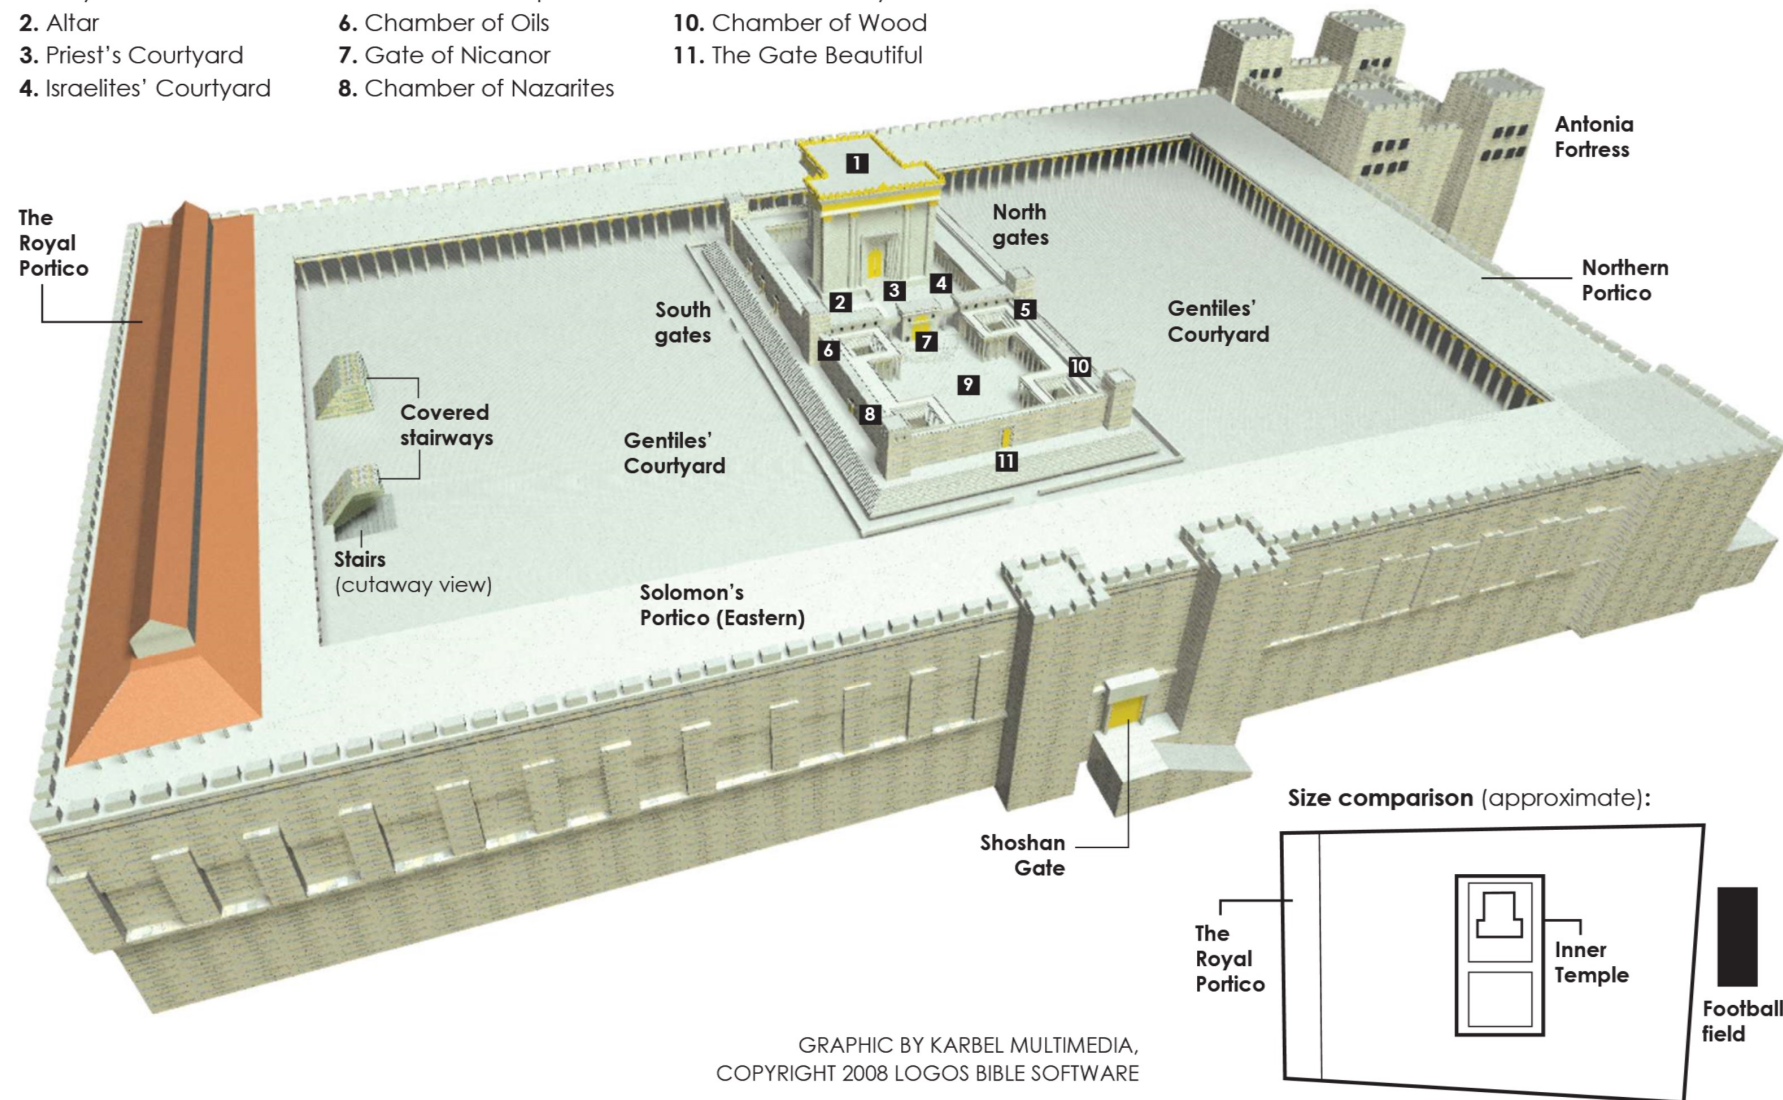 2. Altar
3. Priest's Courtyard
4. Israelites' Courtyard
6. Chamber of Oils
7. Gate of Nicanor
8. Chamber of Nazarites
10. Chamber of Wood
11. The Gate Beautiful
Antonia
Fortress
The
Royal
Portico
North
gates
Northern
Portico
South
gates
Gentiles'
Courtyard
Covered
stairways
Gentiles'
Courtyard
Stairs
(cutaway view)
Solomon's
Portico (Eastern)
1
2
3
4
5
6
7
8
9
10
11
Shoshan
Gate
Size comparison (approximate):
The
Royal
Portico
Inner
Temple
Football
field
GRAPHIC BY KARBEL MULTIMEDIA,
COPYRIGHT 2008 LOGOS BIBLE SOFTWARE